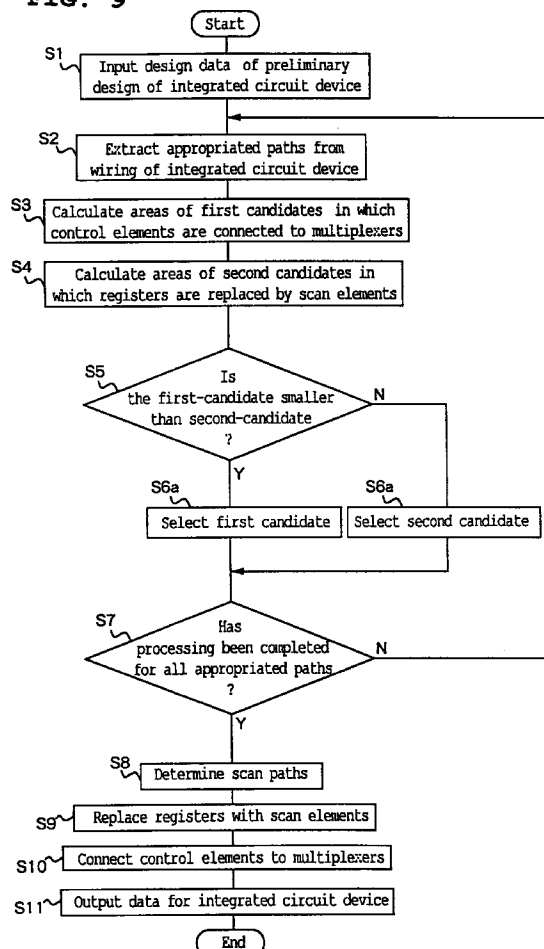 FIG. 9
Start
S1
Input design data of preliminary
design of integrated circuit device
S2
Extract appropriated paths from
wiring of integrated circuit device
S3
Calculate areas of first candidates in which
control elements are connected to multiplexers
S4
Calculate areas of second candidates in
which registers are replaced by scan elements
S5
Is
the first-candidate smaller
than second-candidate
?
N
Y
S6a
Select first candidate
S6a
Select second candidate
S7
Has
processing been completed
for all appropriated paths
?
N
Y
S8
Determine scan paths
S9
Replace registers with scan elements
S10
Connect control elements to multiplexers
S11
Output data for integrated circuit device
End